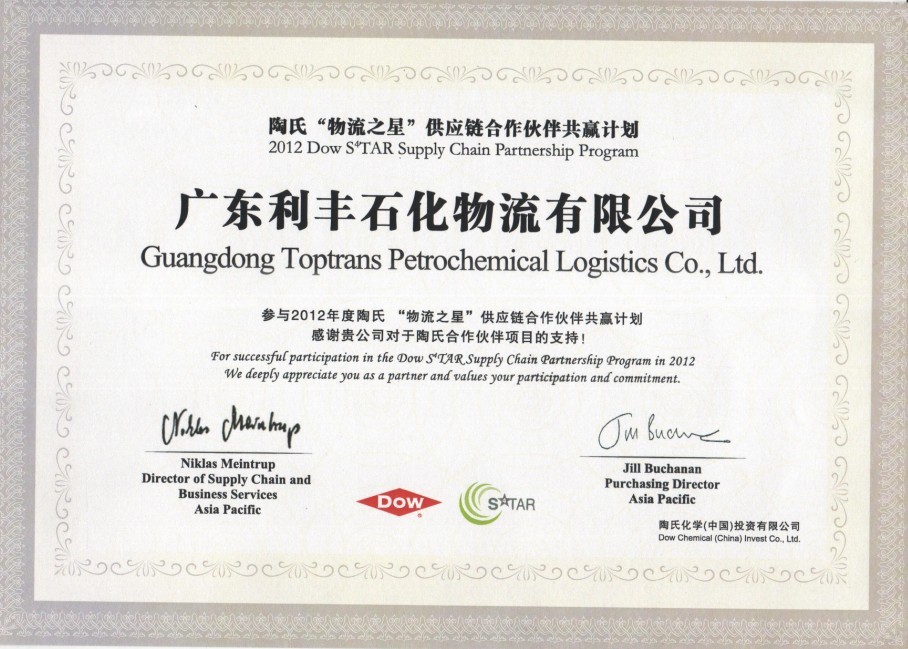 陶氏“物流之星”供应链合作伙伴共赢计划
2012 Dow S⁴TAR Supply Chain Partnership Program
广东利丰石化物流有限公司
Guangdong Toptrans Petrochemical Logistics Co., Ltd.
参与2012年度陶氏 “物流之星”供应链合作伙伴共赢计划
感谢贵公司对于陶氏合作伙伴项目的支持!
For successful participation in the Dow S⁴TAR Supply Chain Partnership Program in 2012
We deeply appreciate you as a partner and values your participation and commitment.
Niklas Meintrup
Niklas Meintrup
Director of Supply Chain and
Business Services
Asia Pacific
Dow
S★TAR
Jill Buchanan
Purchasing Director
Asia Pacific
陶氏化学(中国)投资有限公司
Dow Chemical (China) Invest Co., Ltd.